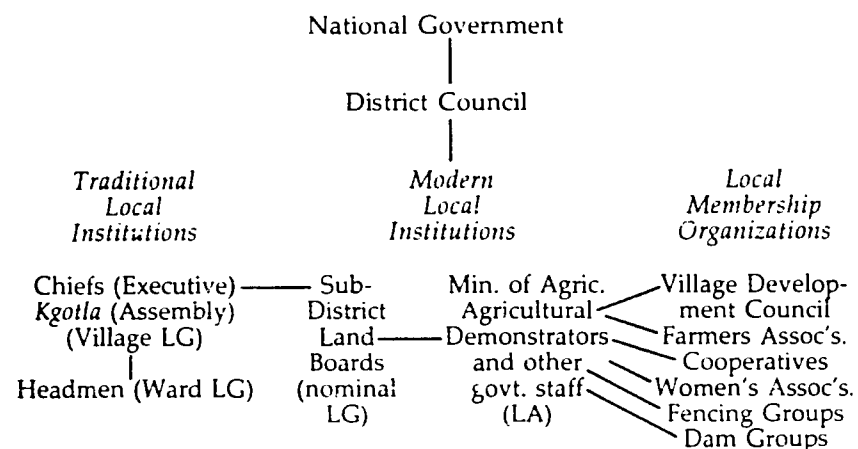 National Government
District Council
Traditional
Local
Institutions
Modern
Local
Institutions
Local
Membership
Organizations
Chiefs (Executive)
Kgotla (Assembly)
(Village LG)
Headmen (Ward LG)
Sub-
District
Land
Boards
(nominal
LG)
Min. of Agric.
Agricultural
Demonstrators
and other
govt. staff
(LA)
Village Develop-
ment Council
Farmers Assoc's.
Cooperatives
Women's Assoc's.
Fencing Groups
Dam Groups